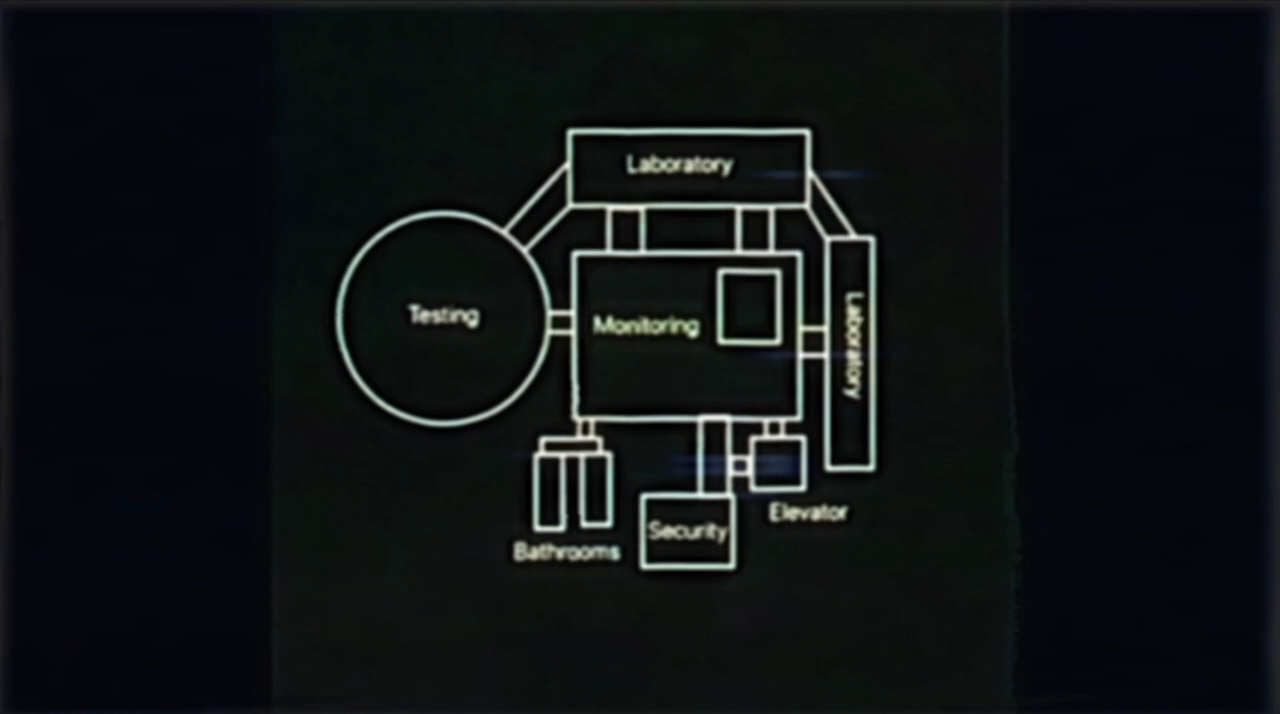 Laboratory
Testing
Monitoring
Laboratory
Elevator
Security
Bathrooms